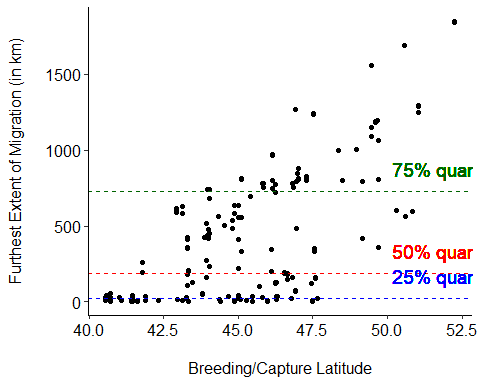 Furthest Extent of Migration (in km)
1500
1000
500
0
75% quar
50% quar
25% quar
40.0 42.5 45.0 47.5 50.0 52.5
Breeding/Capture Latitude